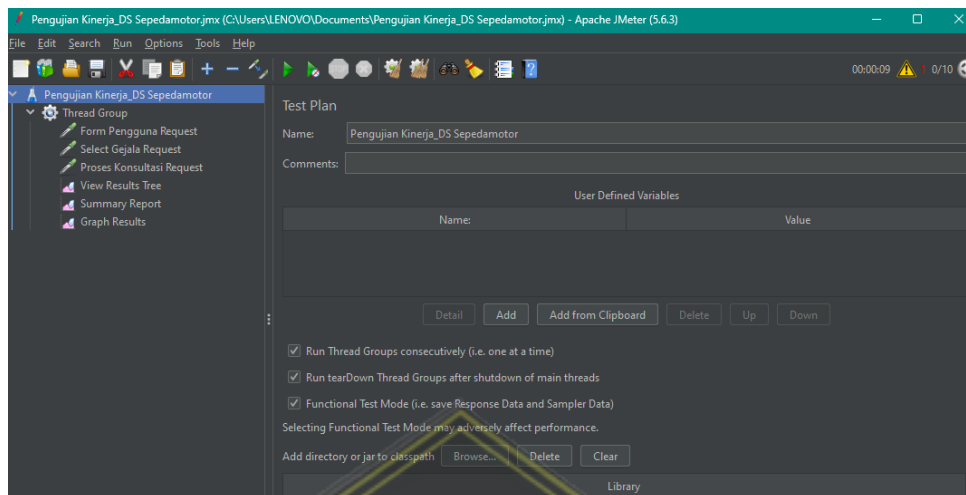 Pengujian Kinerja_DS Sepedamotor.jmx (C:\Users\LENOVO\Documents\Pengujian Kinerja_DS Sepedamotor.jmx) - Apache JMeter (5.6.3)
File Edit Search Run Options Tools Help
00:00:09 1 0/10
Pengujian Kinerja_DS Sepedamotor
Thread Group
Form Pengguna Request
Select Gejala Request
Proses Konsultasi Request
View Results Tree
Summary Report
Graph Results
Test Plan
Name: Pengujian Kinerja_DS Sepedamotor
Comments:
User Defined Variables
Name: Value
Detail Add Add from Clipboard Delete Up Down
Run Thread Groups consecutively (i.e. one at a time)
Run tearDown Thread Groups after shutdown of main threads
Functional Test Mode (i.e. save Response Data and Sampler Data)
Selecting Functional Test Mode may adversely affect performance.
Add directory or jar to classpath Browse... Delete Clear
Library